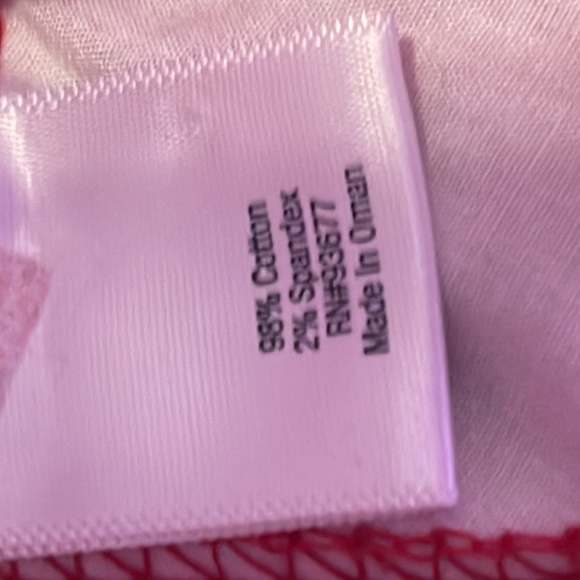 98% Cotton
2% Spandex
RN#93677
Made In Oman